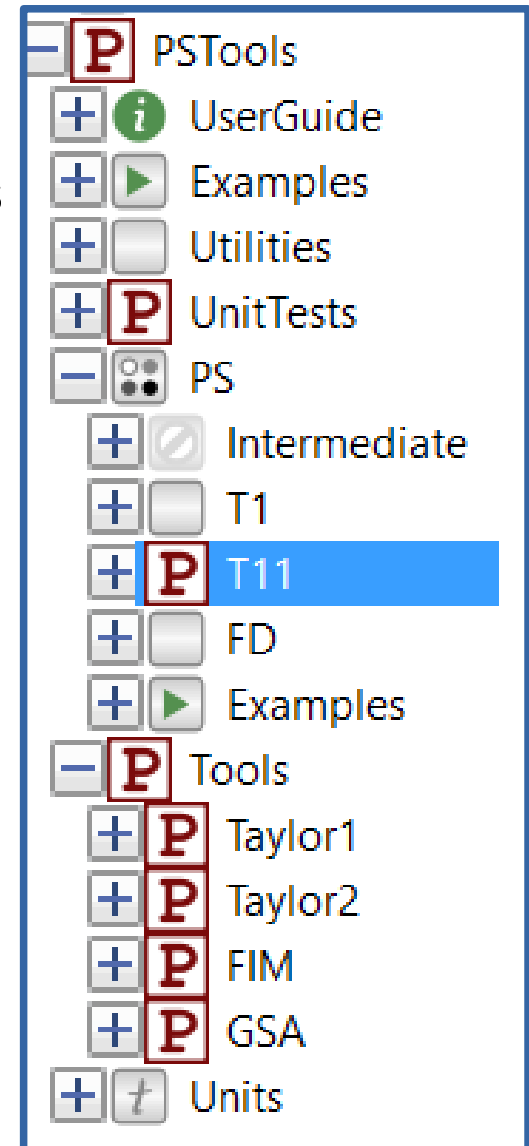 P PSTools
i UserGuide
s
Examples
Utilities
P UnitTests
PS
Intermediate
T1
P T11
FD
Examples
P Tools
P Taylor1
P Taylor2
P FIM
P GSA
t Units